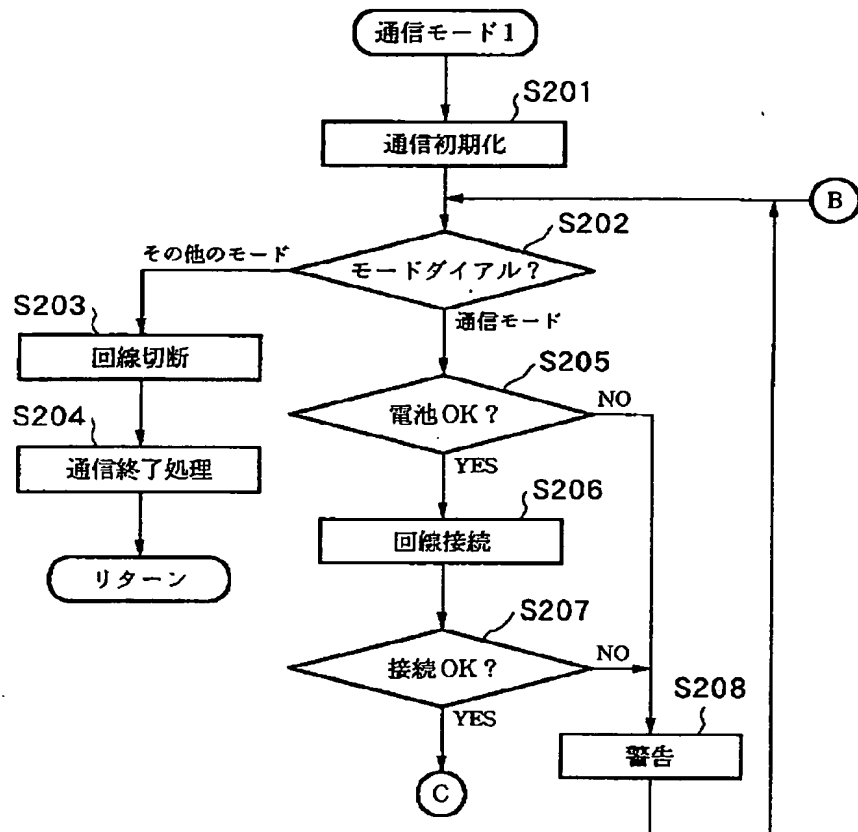 通信モード1
S201
通信初期化
B
S202
その他のモード
モードダイアル?
S203
通信モード
回線切断
S205
電池OK?
NO
S204
通信終了処理
YES
S206
回線接続
リターン
S207
接続OK?
NO
S208
YES
警告
C